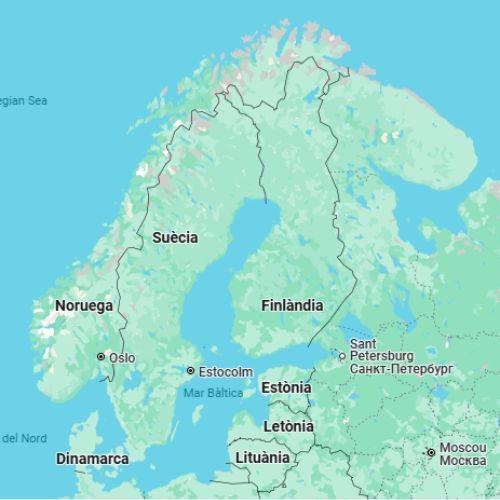 egian Sea
Suècia
Noruega
Finlàndia
Oslo
Sant
Petersburg
Санкт-Петербург
Estocolm
Estònia
Mar Bàltica
Letònia
del Nord
Dinamarca
Lituània
Moscou
Москва